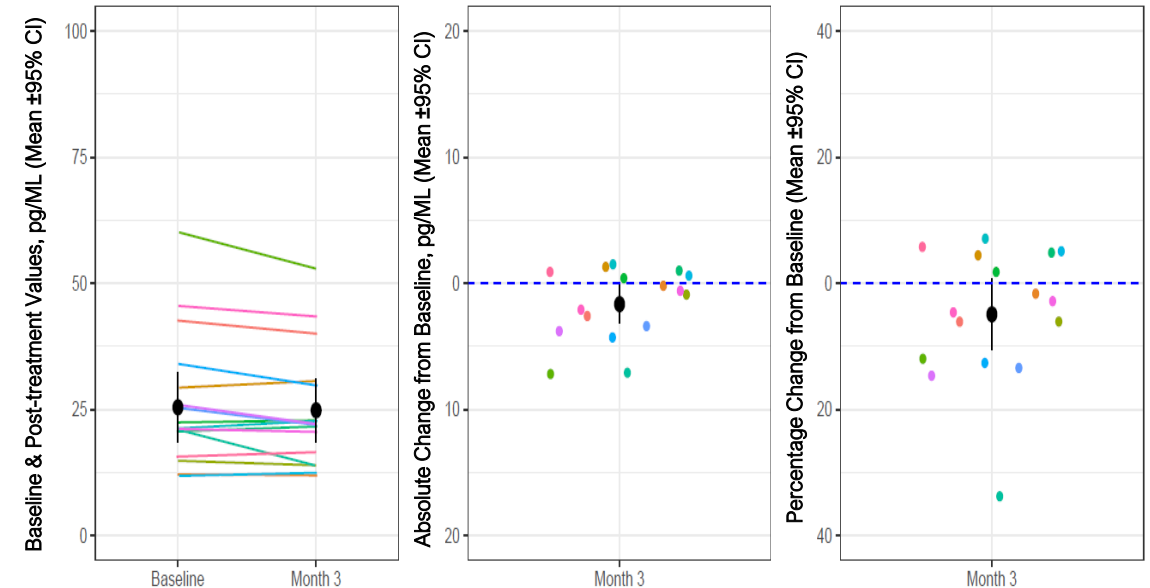 Baseline & Post-treatment Values, pg/ML (Mean ±95% CI)
100
75
50
25
0
Baseline
Month 3
Absolute Change from Baseline, pg/ML (Mean ±95% CI)
20
10
0
10
20
Month 3
Percentage Change from Baseline (Mean ±95% CI)
40
20
0
20
40
Month 3